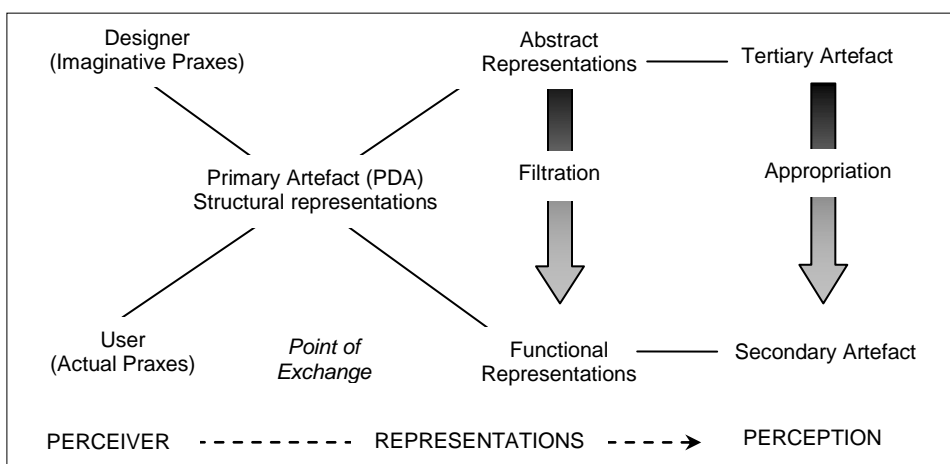 Designer
(Imaginative Praxes)
Abstract
Representations
Tertiary Artefact
Primary Artefact (PDA)
Structural representations
Filtration
Appropriation
User
(Actual Praxes)
Point of
Exchange
Functional
Representations
Secondary Artefact
PERCEIVER
REPRESENTATIONS
PERCEPTION